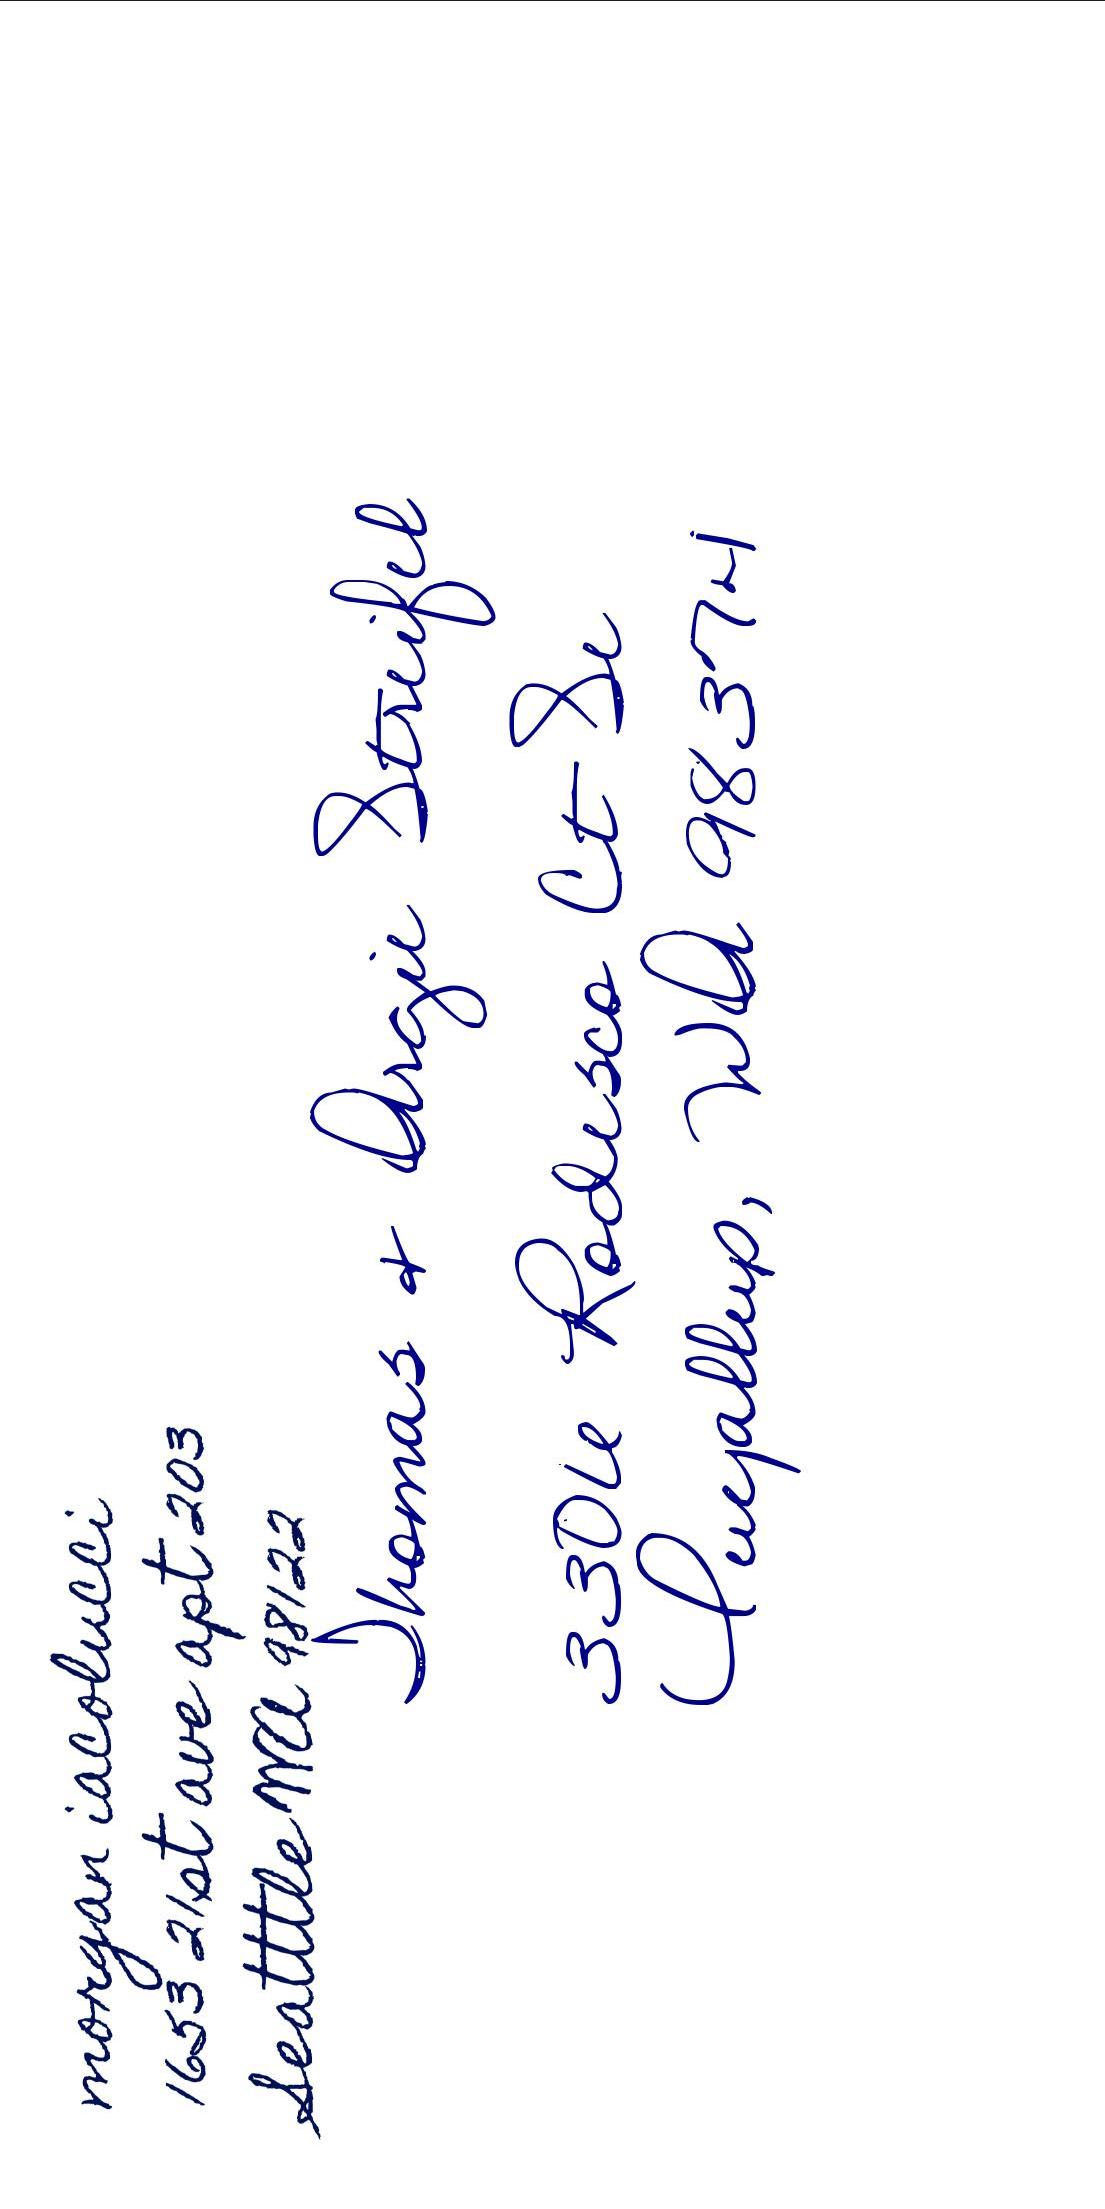 morgan iacolucci
1653 21st ave apt 203
Seattle WA 98122
Thomas + Angie Streifel
3306 Rodesco Ct Se
Puyallup, WA 98374